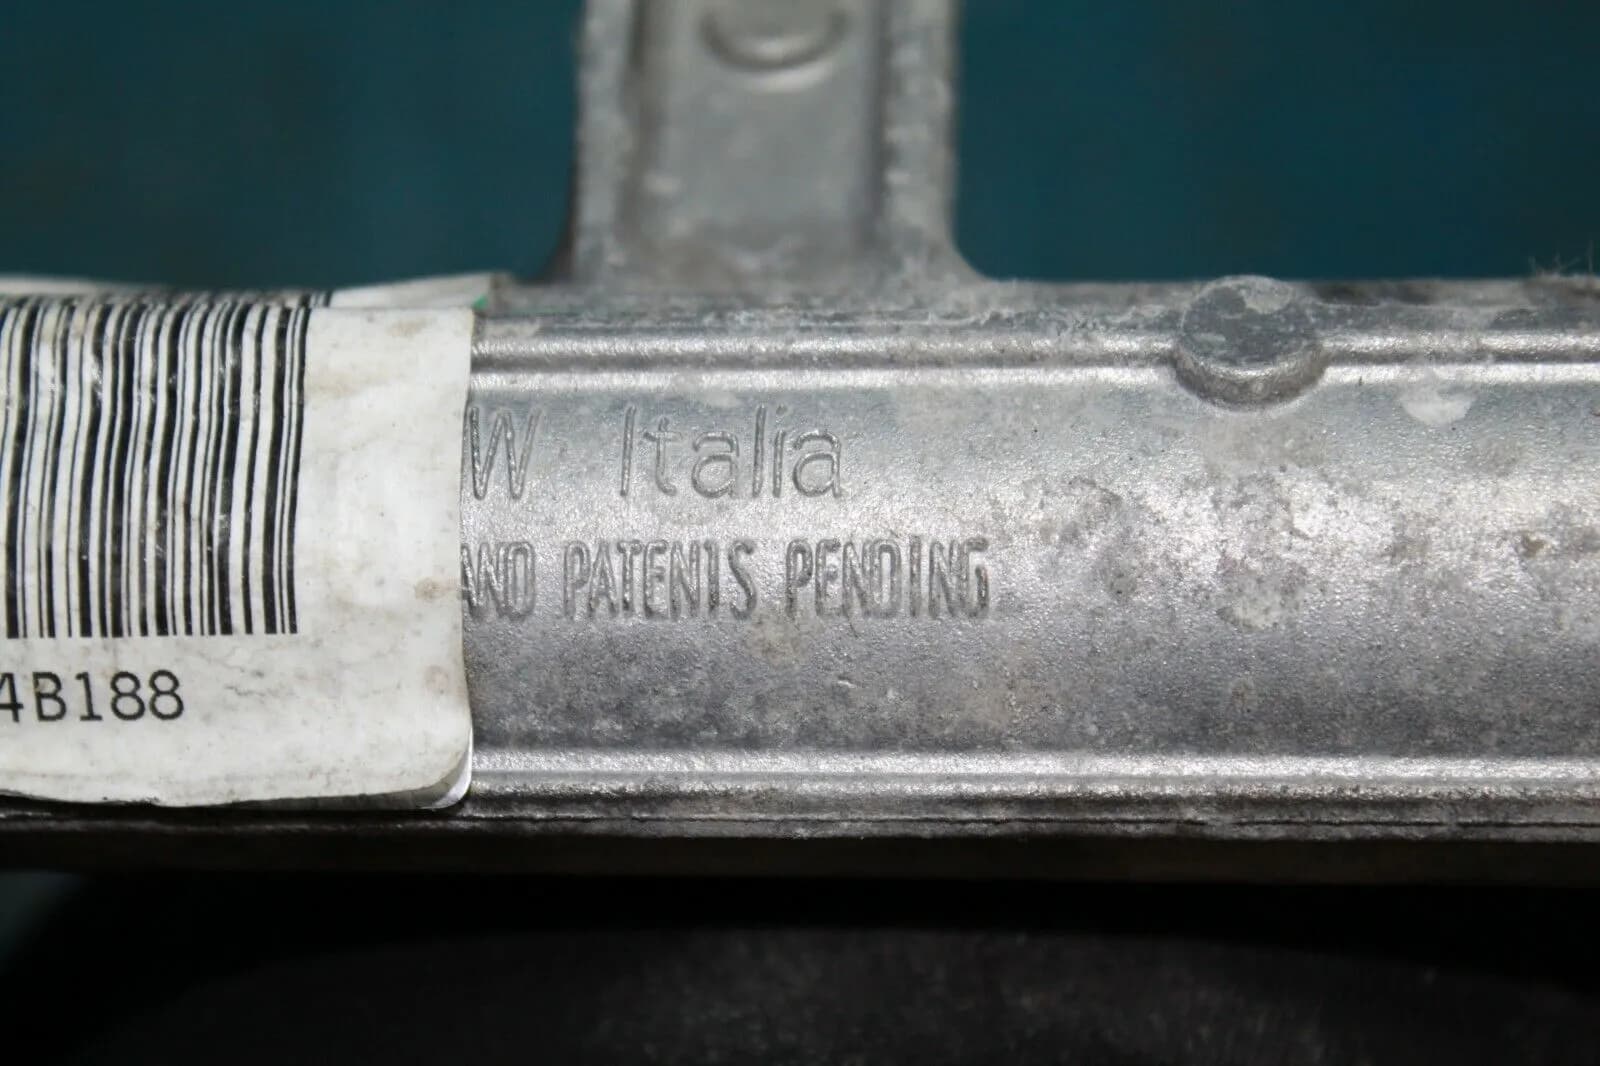 W Italia
AND PATENTS PENDING
4B188